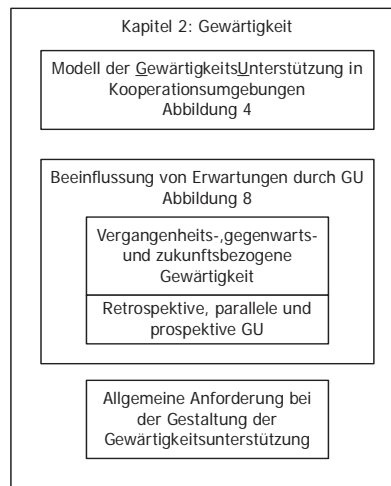 Kapitel 2: Gewärtigkeit
Modell der GewärtigkeitsUnterstützung in
Kooperationsumgebungen
Abbildung 4
Beeinflussung von Erwartungen durch GU
Abbildung 8
Vergangenheits-,gegenwarts-
und zukunftsbezogene
Gewärtigkeit
Retrospektive, parallele und
prospektive GU
Allgemeine Anforderung bei
der Gestaltung der
Gewärtigkeitsunterstützung